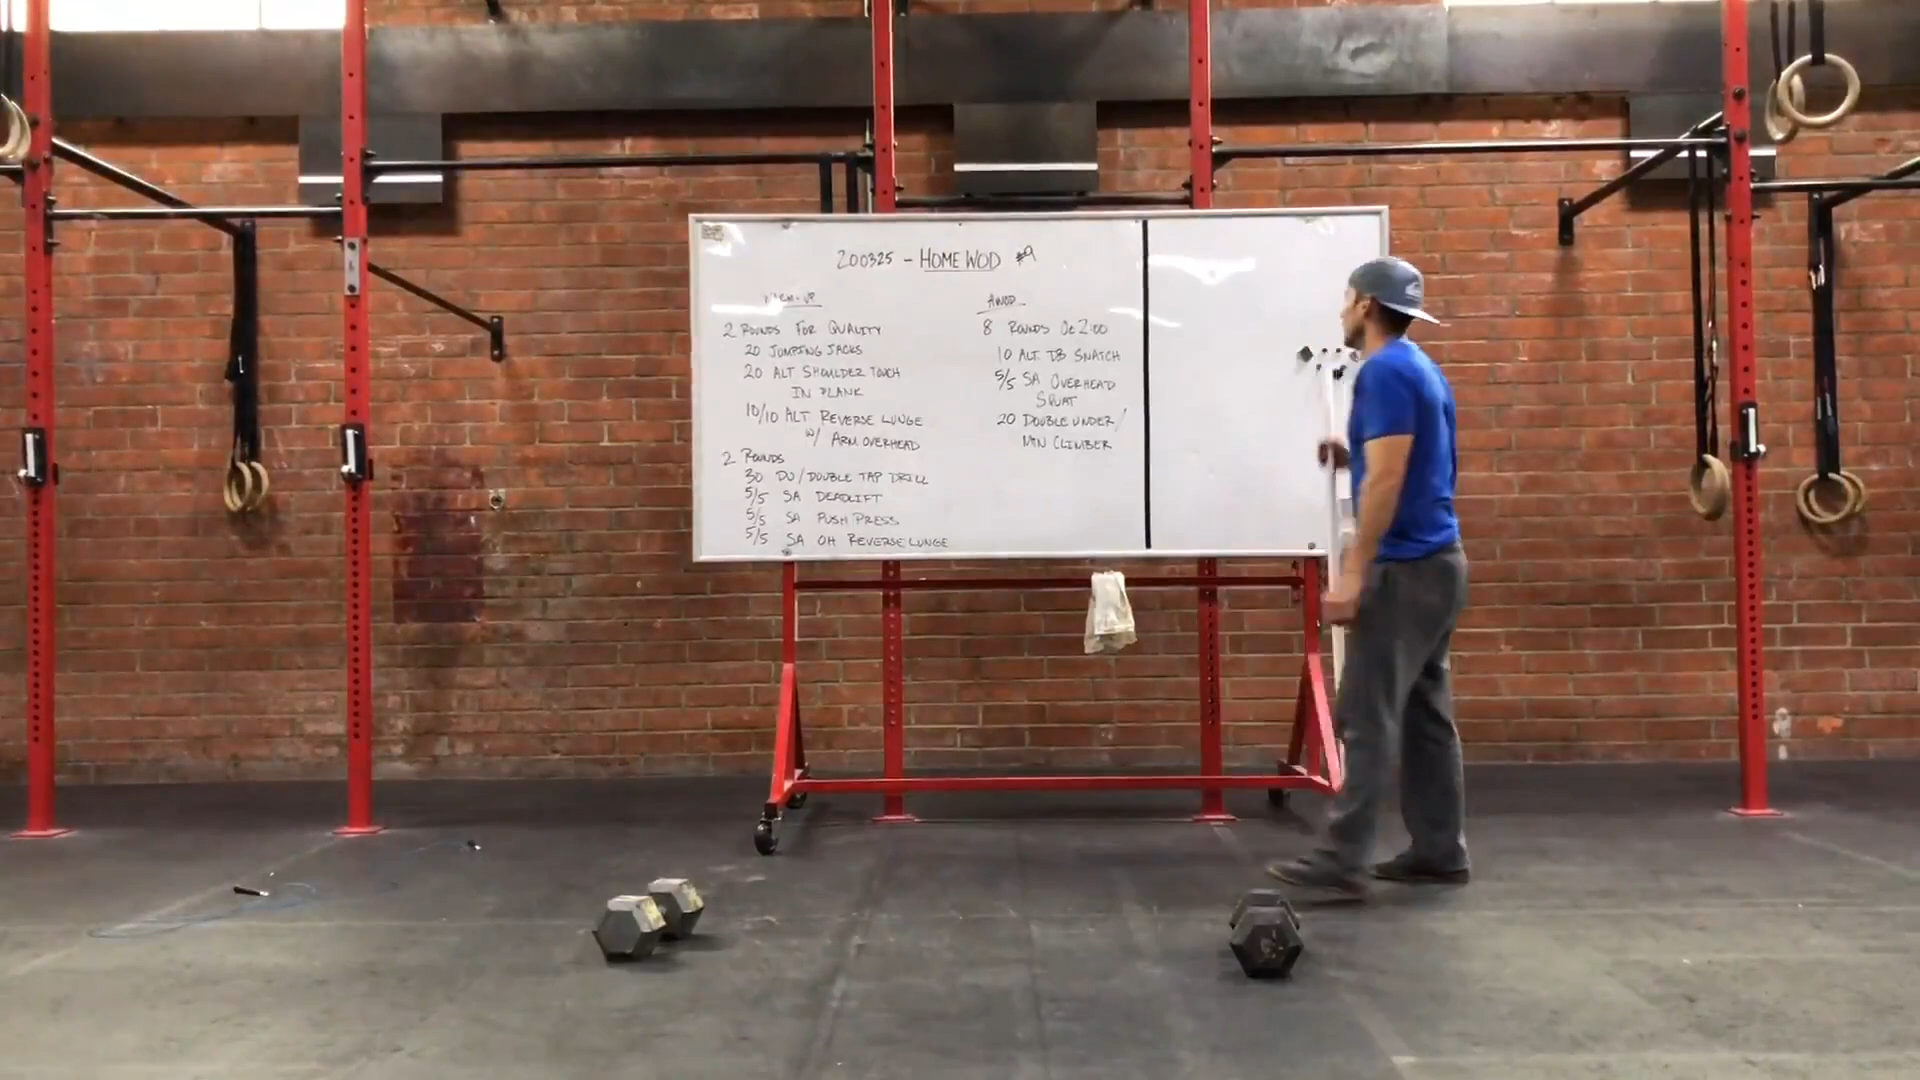 200325 - HOME WOD #9
WARM-UP
2 ROUNDS FOR QUALITY
20 JUMPING JACKS
20 ALT SHOULDER TOUCH
IN PLANK
10/10 ALT REVERSE LUNGE
W/ ARM OVERHEAD
2 ROUNDS
30 DU/DOUBLE TAP DRILL
5/5 SA DEADLIFT
5/5 SA PUSH PRESS
5/5 SA OH REVERSE LUNGE
HWOD
8 ROUNDS OE 2:00
10 ALT DB SNATCH
5/5 SA OVERHEAD
SQUAT
20 DOUBLE UNDER/
MTN CLIMBER